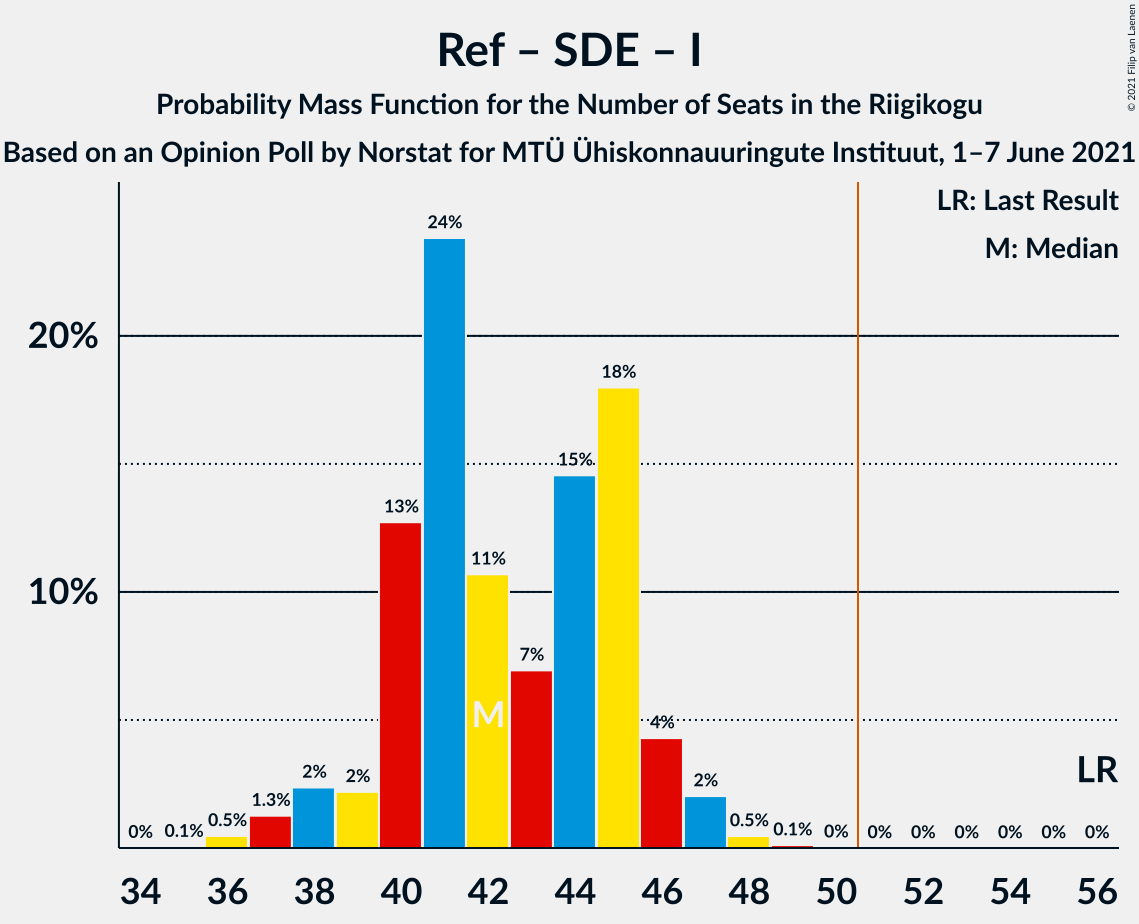 Ref – SDE – I
Probability Mass Function for the Number of Seats in the Riigikogu
Based on an Opinion Poll by Norstat for MTÜ Ühiskonnauuringute Instituut, 1–7 June 2021
© 2021 Filip van Laenen
LR: Last Result
M: Median
24%
20%
18%
15%
13%
11%
10%
7%
M
4%
LR
2%
2%
2%
1.3%
0.5%
0.5%
0% 0.1% 0.1% 0% 0% 0% 0% 0% 0% 0%
34 36 38 40 42 44 46 48 50 52 54 56